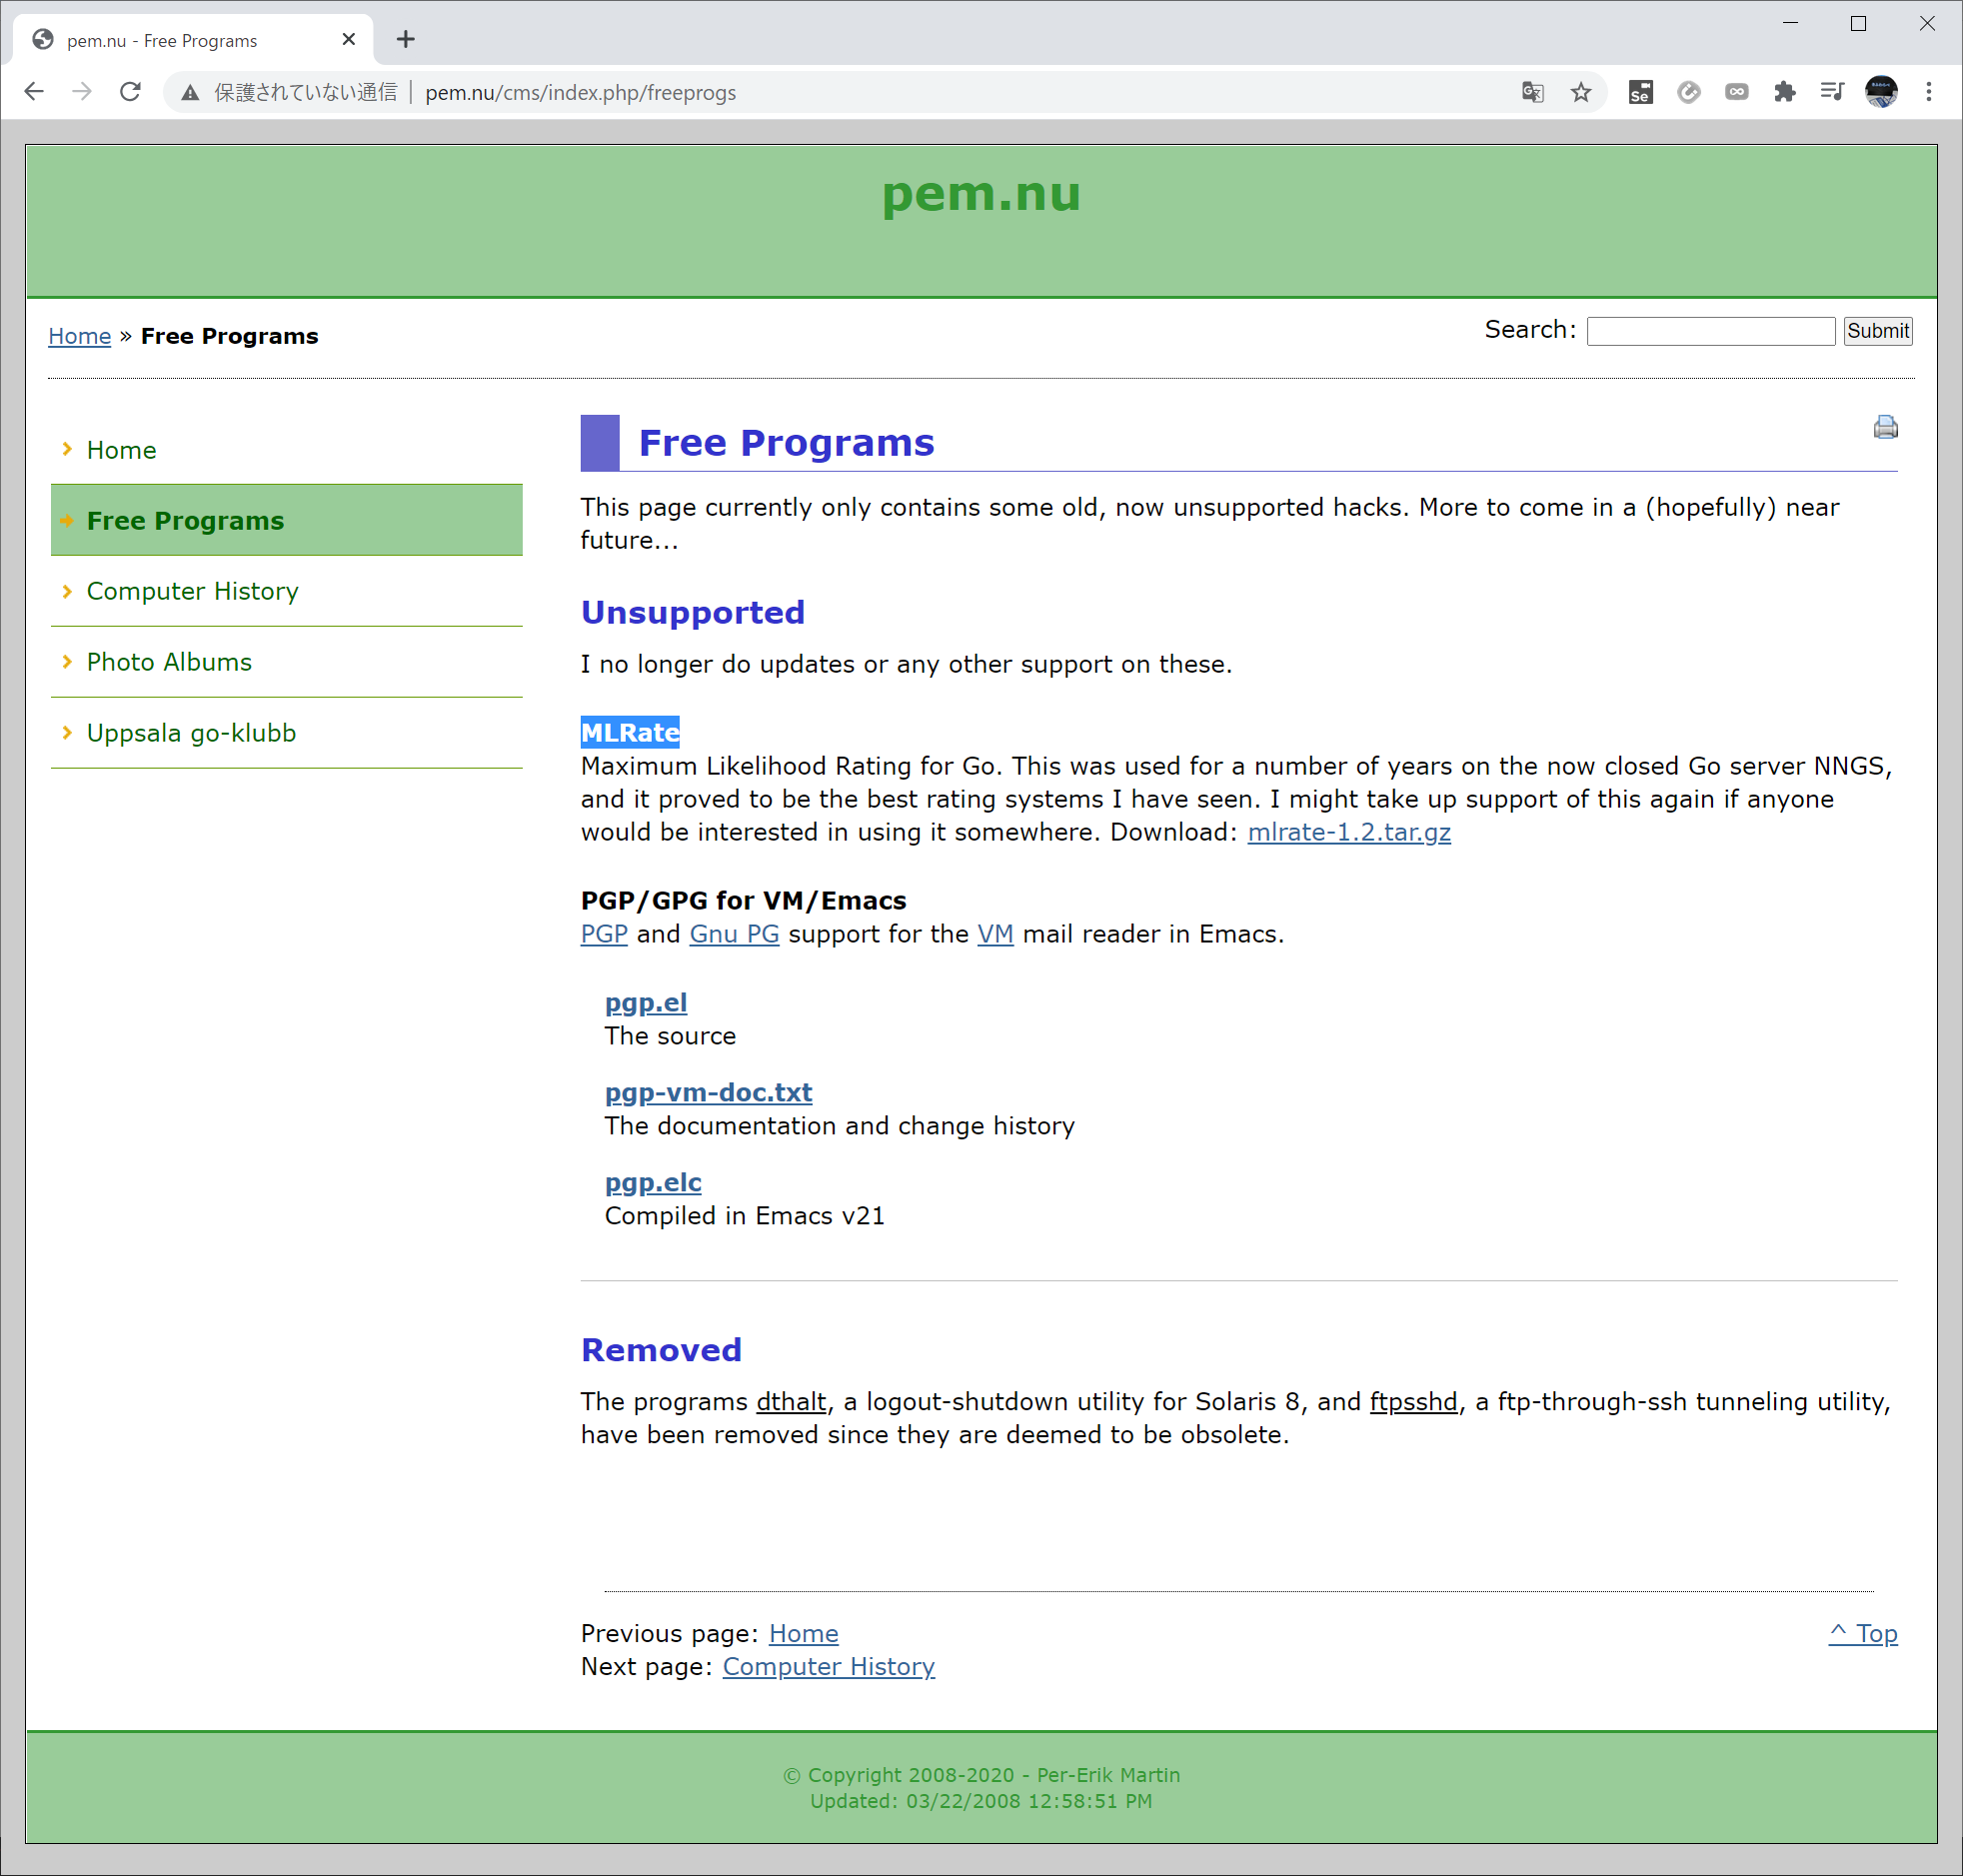 pem.nu - Free Programs
保護されていない通信 | pem.nu/cms/index.php/freeprogs
Se
pem.nu
Home » Free Programs
Search: Submit
Home
Free Programs
Computer History
Photo Albums
Uppsala go-klubb
Free Programs
This page currently only contains some old, now unsupported hacks. More to come in a (hopefully) near
future...
Unsupported
I no longer do updates or any other support on these.
MLRate
Maximum Likelihood Rating for Go. This was used for a number of years on the now closed Go server NNGS,
and it proved to be the best rating systems I have seen. I might take up support of this again if anyone
would be interested in using it somewhere. Download: mlrate-1.2.tar.gz
PGP/GPG for VM/Emacs
PGP and Gnu PG support for the VM mail reader in Emacs.
pgp.el
The source
pgp-vm-doc.txt
The documentation and change history
pgp.elc
Compiled in Emacs v21
Removed
The programs dthalt, a logout-shutdown utility for Solaris 8, and ftpsshd, a ftp-through-ssh tunneling utility,
have been removed since they are deemed to be obsolete.
Previous page: Home
^ Top
Next page: Computer History
© Copyright 2008-2020 - Per-Erik Martin
Updated: 03/22/2008 12:58:51 PM